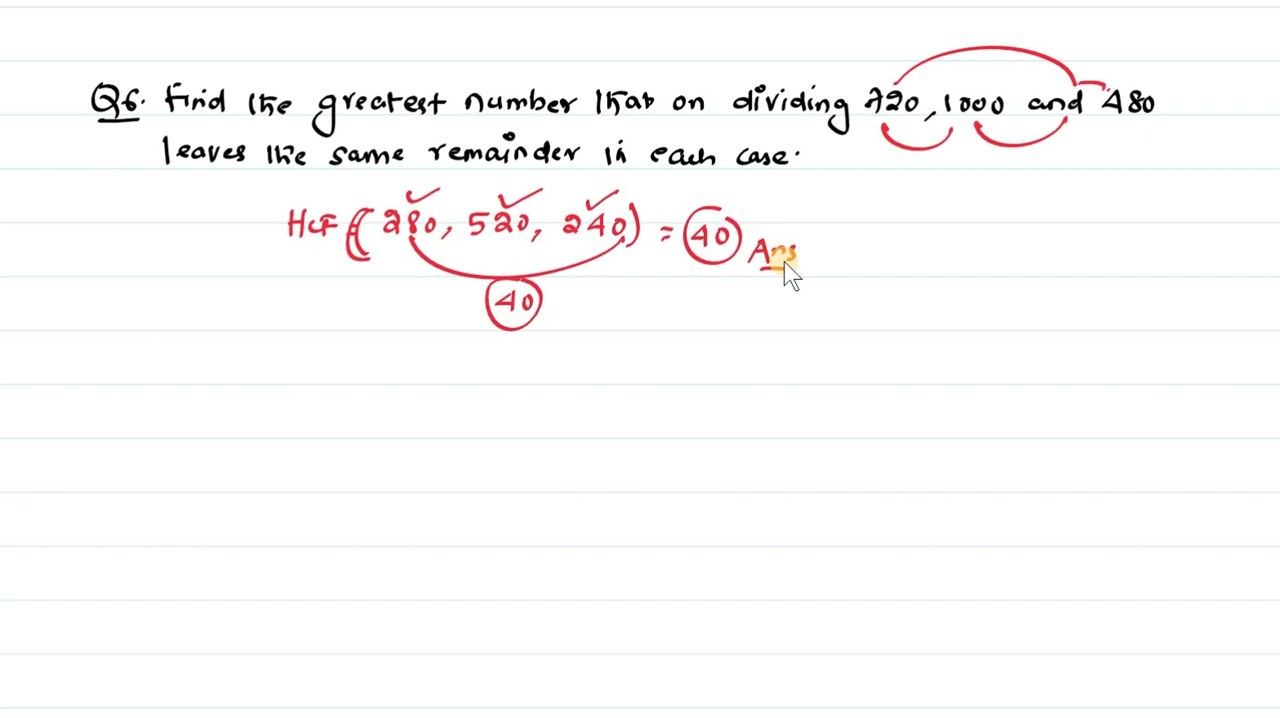 Q6. Find the greatest number that on dividing 720, 1000 and 480
leaves the same remainder in each case.
HCF (280, 520, 240) = 40 Ans
40